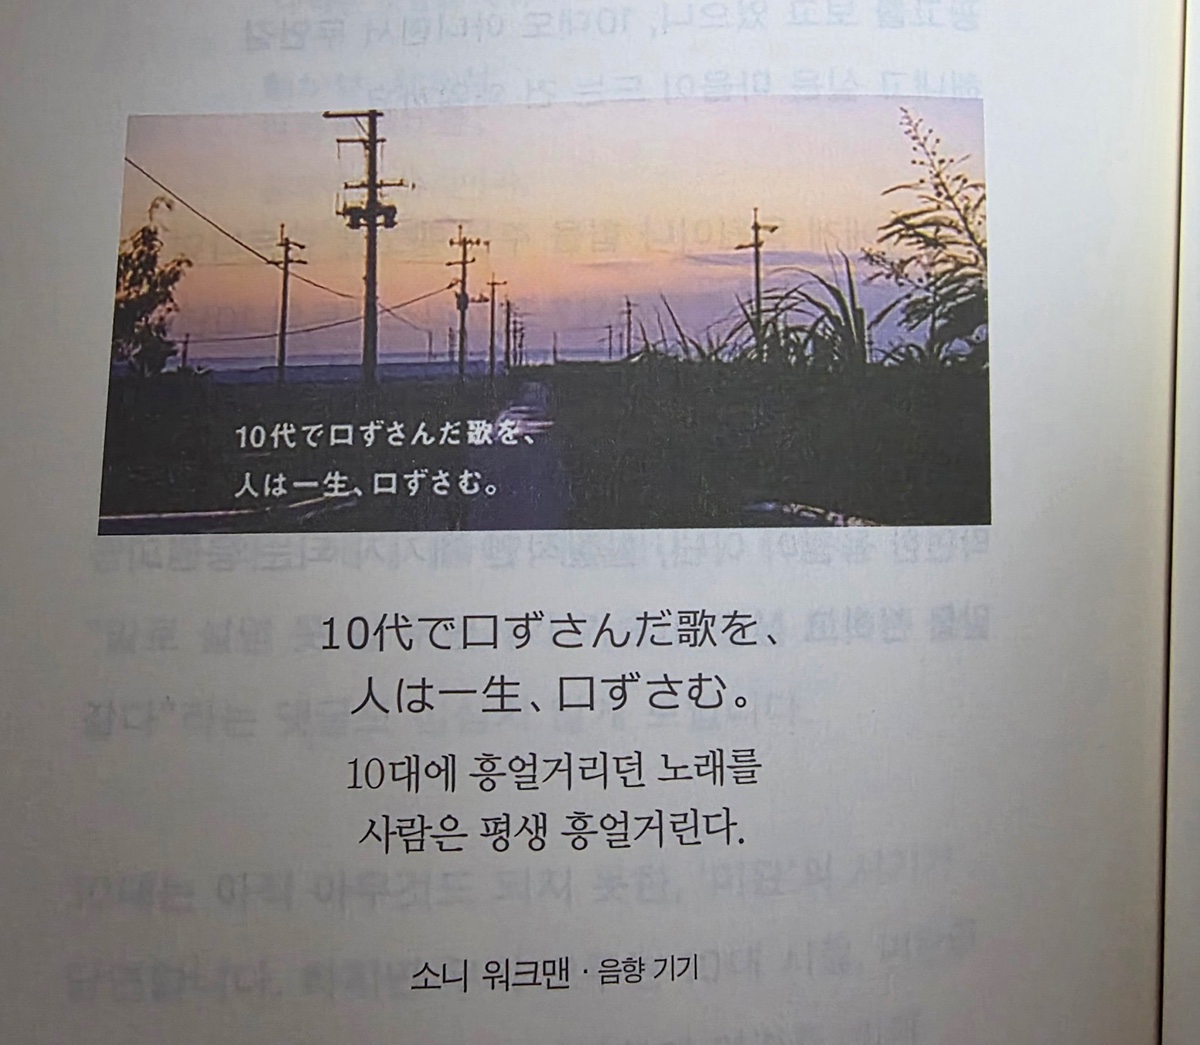 10代で口ずさんだ歌を、
人は一生、口ずさむ。
10代で口ずさんだ歌を、
人は一生、口ずさむ。
10대에 흥얼거리던 노래를
사람은 평생 흥얼거린다.
소니 워크맨 · 음향 기기